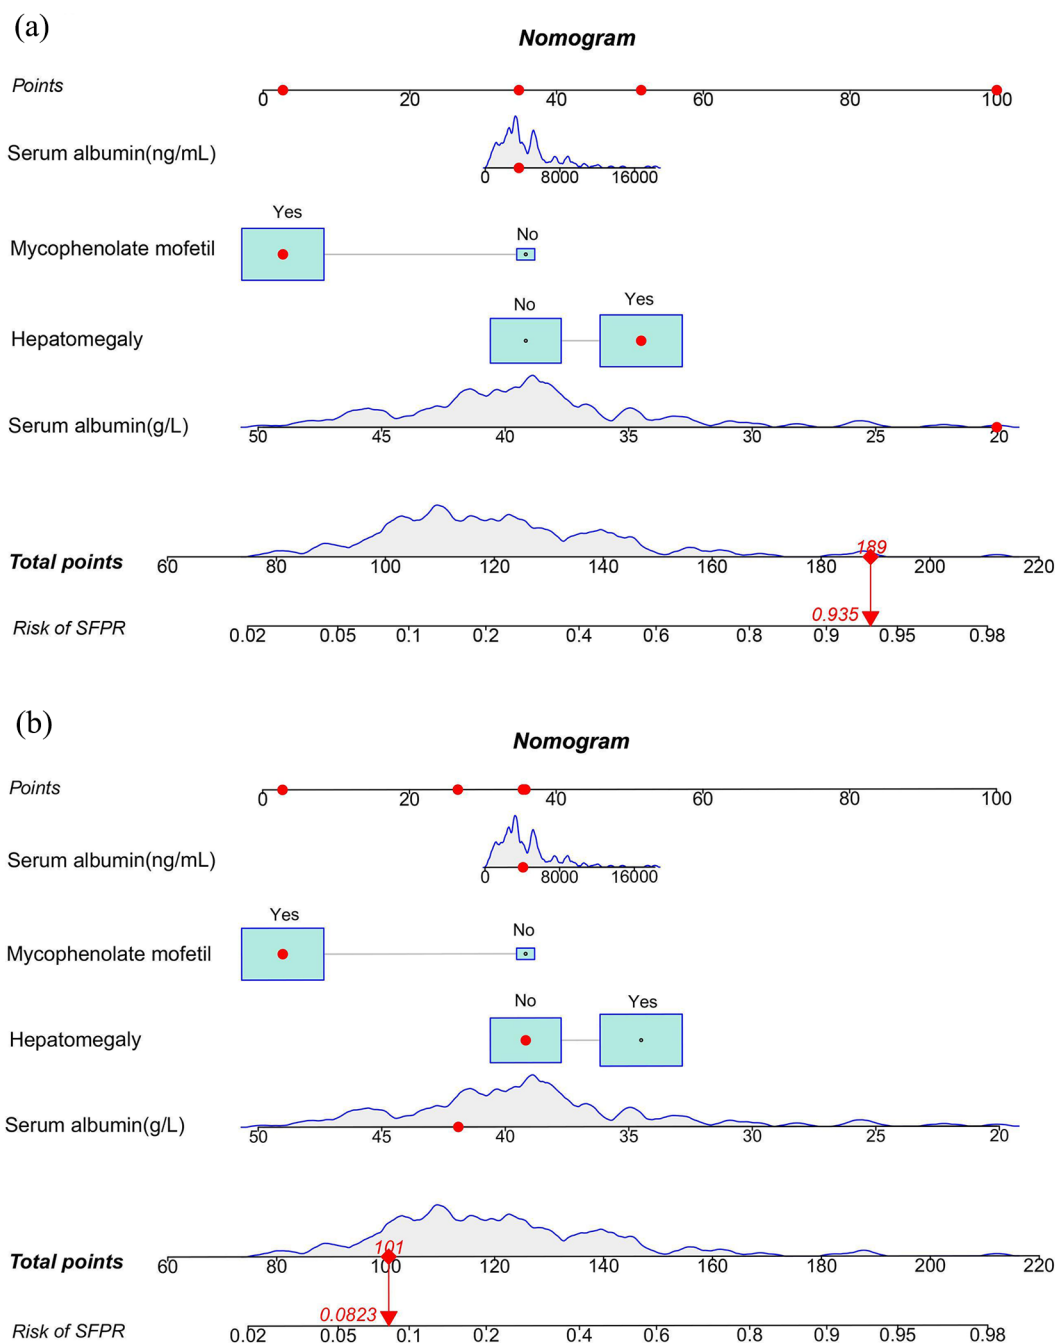 (a)
Nomogram
Points
0 20 40 60 80 100
Serum albumin(ng/mL)
0 8000 16000
Yes
No
Mycophenolate mofetil
No Yes
Hepatomegaly
Serum albumin(g/L)
50 45 40 35 30 25 20
189
Total points
60 80 100 120 140 160 180 200 220
0.935
Risk of SFPR
0.02 0.05 0.1 0.2 0.4 0.6 0.8 0.9 0.95 0.98
(b)
Nomogram
Points
0 20 40 60 80 100
Serum albumin(ng/mL)
0 8000 16000
Yes
No
Mycophenolate mofetil
No Yes
Hepatomegaly
Serum albumin(g/L)
50 45 40 35 30 25 20
101
Total points
60 80 100 120 140 160 180 200 220
0.0823
Risk of SFPR
0.02 0.05 0.1 0.2 0.4 0.6 0.8 0.9 0.95 0.98